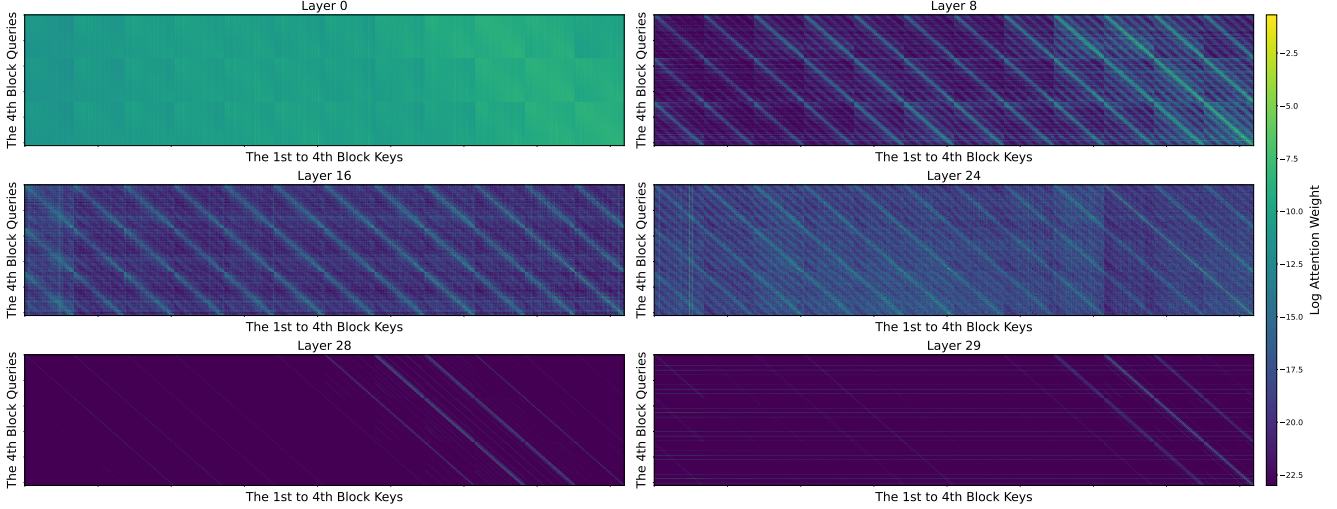 Layer 0
The 4th Block Queries
The 1st to 4th Block Keys
Layer 8
The 4th Block Queries
The 1st to 4th Block Keys
Layer 16
The 4th Block Queries
The 1st to 4th Block Keys
Layer 24
The 4th Block Queries
The 1st to 4th Block Keys
Layer 28
The 4th Block Queries
The 1st to 4th Block Keys
Layer 29
The 4th Block Queries
The 1st to 4th Block Keys
−2.5
−5.0
−7.5
−10.0
−12.5
−15.0
−17.5
−20.0
−22.5
Log Attention Weight